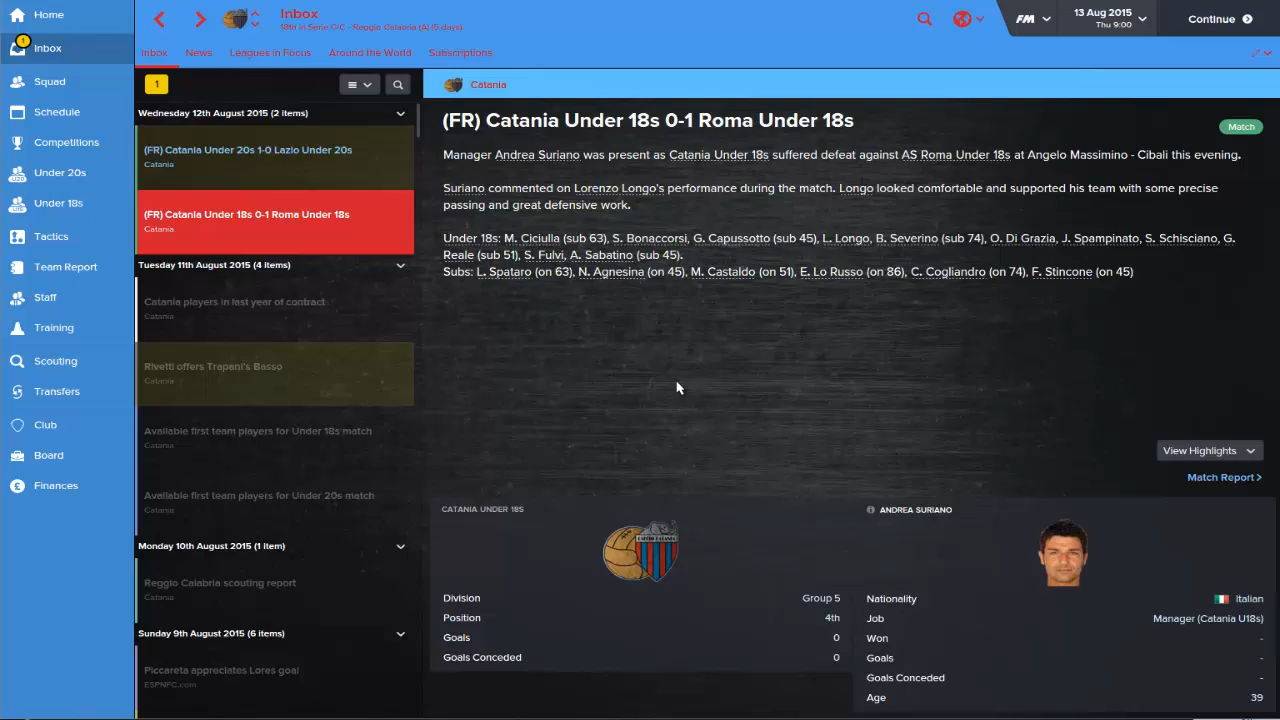 Home
1
Inbox
Squad
Schedule
Competitions
Under 20s
Under 18s
Tactics
Team Report
Staff
Training
Scouting
Transfers
Club
Board
Finances
Inbox
18th in Serie C/C - Reggio Calabria (A) (5 days)
FM
13 Aug 2015
Thu 9:00
Continue
Inbox
News
Leagues in Focus
Around the World
Subscriptions
1
Wednesday 12th August 2015 (2 items)
(FR) Catania Under 20s 1-0 Lazio Under 20s
Catania
(FR) Catania Under 18s 0-1 Roma Under 18s
Catania
Tuesday 11th August 2015 (4 items)
Catania players in last year of contract
Catania
Rivetti offers Trapani's Basso
Catania
Available first team players for Under 18s match
Catania
Available first team players for Under 20s match
Catania
Monday 10th August 2015 (1 item)
Reggio Calabria scouting report
Catania
Sunday 9th August 2015 (6 items)
Piccareta appreciates Lores goal
ESPNFC.com
Catania
(FR) Catania Under 18s 0-1 Roma Under 18s
Match
Manager Andrea Suriano was present as Catania Under 18s suffered defeat against AS Roma Under 18s at Angelo Massimino - Cibali this evening.
Suriano commented on Lorenzo Longo's performance during the match. Longo looked comfortable and supported his team with some precise
passing and great defensive work.
Under 18s: M. Ciciulla (sub 63), S. Bonaccorsi, G. Capussotto (sub 45), L. Longo, B. Severino (sub 74), O. Di Grazia, J. Spampinato, S. Schisciano, G.
Reale (sub 51), S. Fulvi, A. Sabatino (sub 45).
Subs: L. Spataro (on 63), N. Agnesina (on 45), M. Castaldo (on 51), E. Lo Russo (on 86), C. Cogliandro (on 74), F. Stincone (on 45)
View Highlights
Match Report >
CATANIA UNDER 18S
Division Group 5
Position 4th
Goals 0
Goals Conceded 0
ANDREA SURIANO
Nationality Italian
Job Manager (Catania U18s)
Won -
Goals -
Goals Conceded -
Age 39